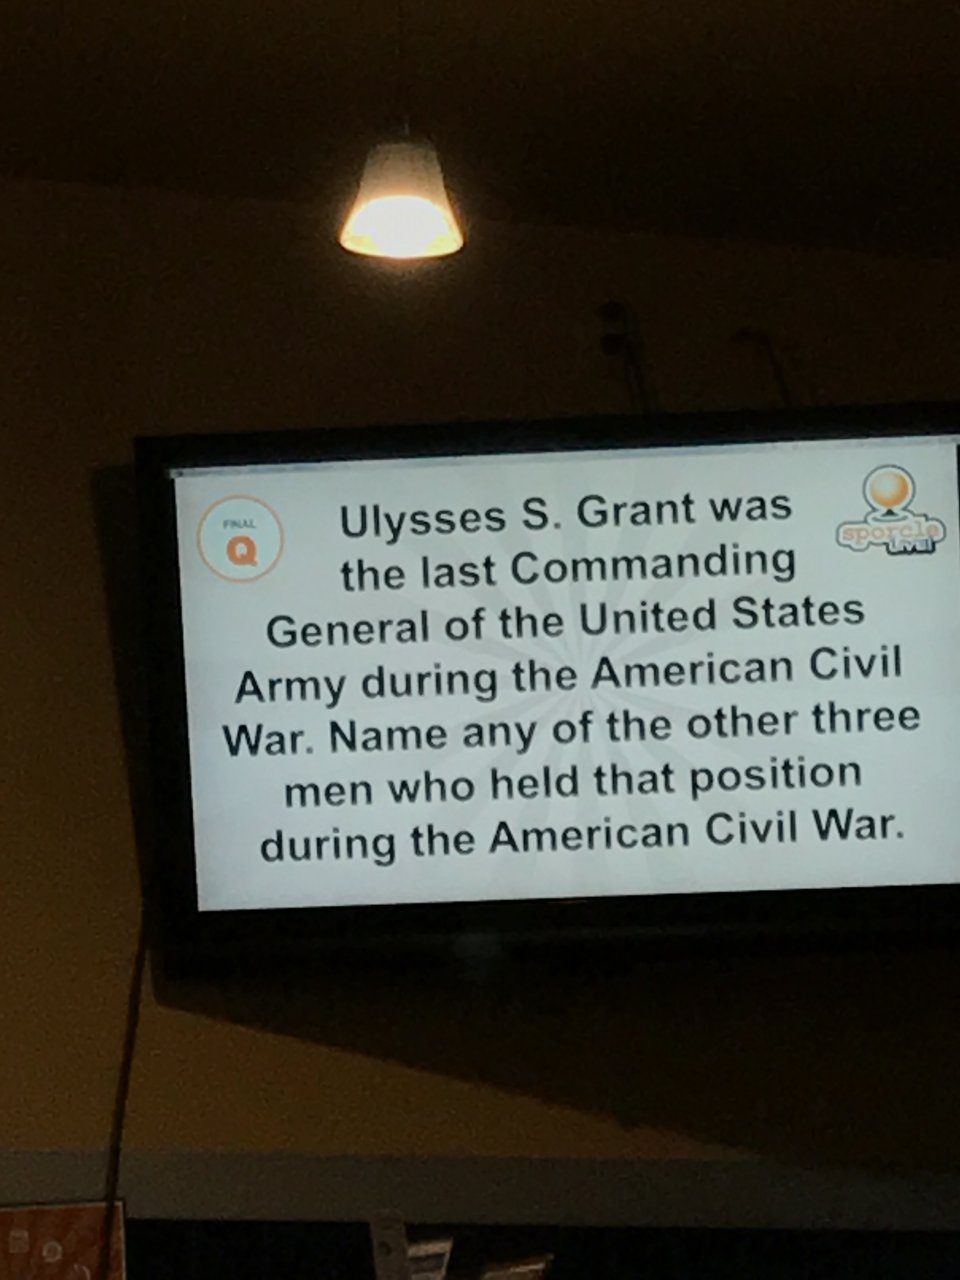 FINAL
Q
sporcle
LIVE!
Ulysses S. Grant was
the last Commanding
General of the United States
Army during the American Civil
War. Name any of the other three
men who held that position
during the American Civil War.